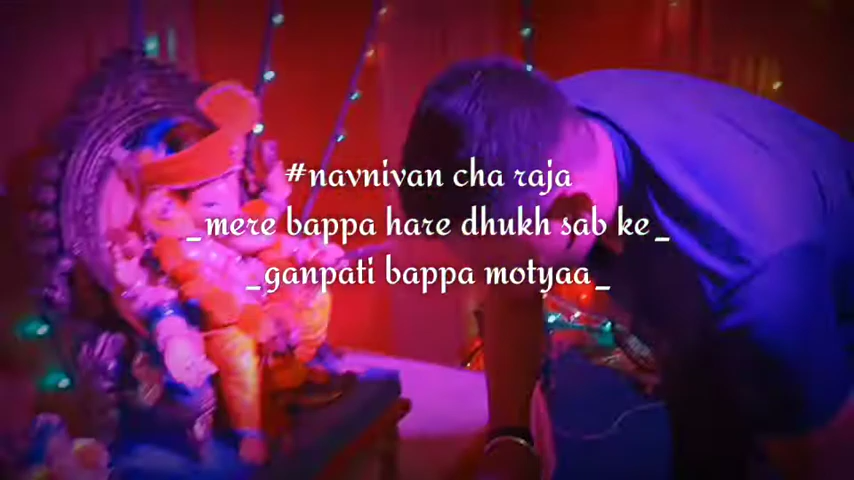 #navnivan cha raja
_mere bappa hare dhukh sab ke_
_ganpati bappa motyaa_